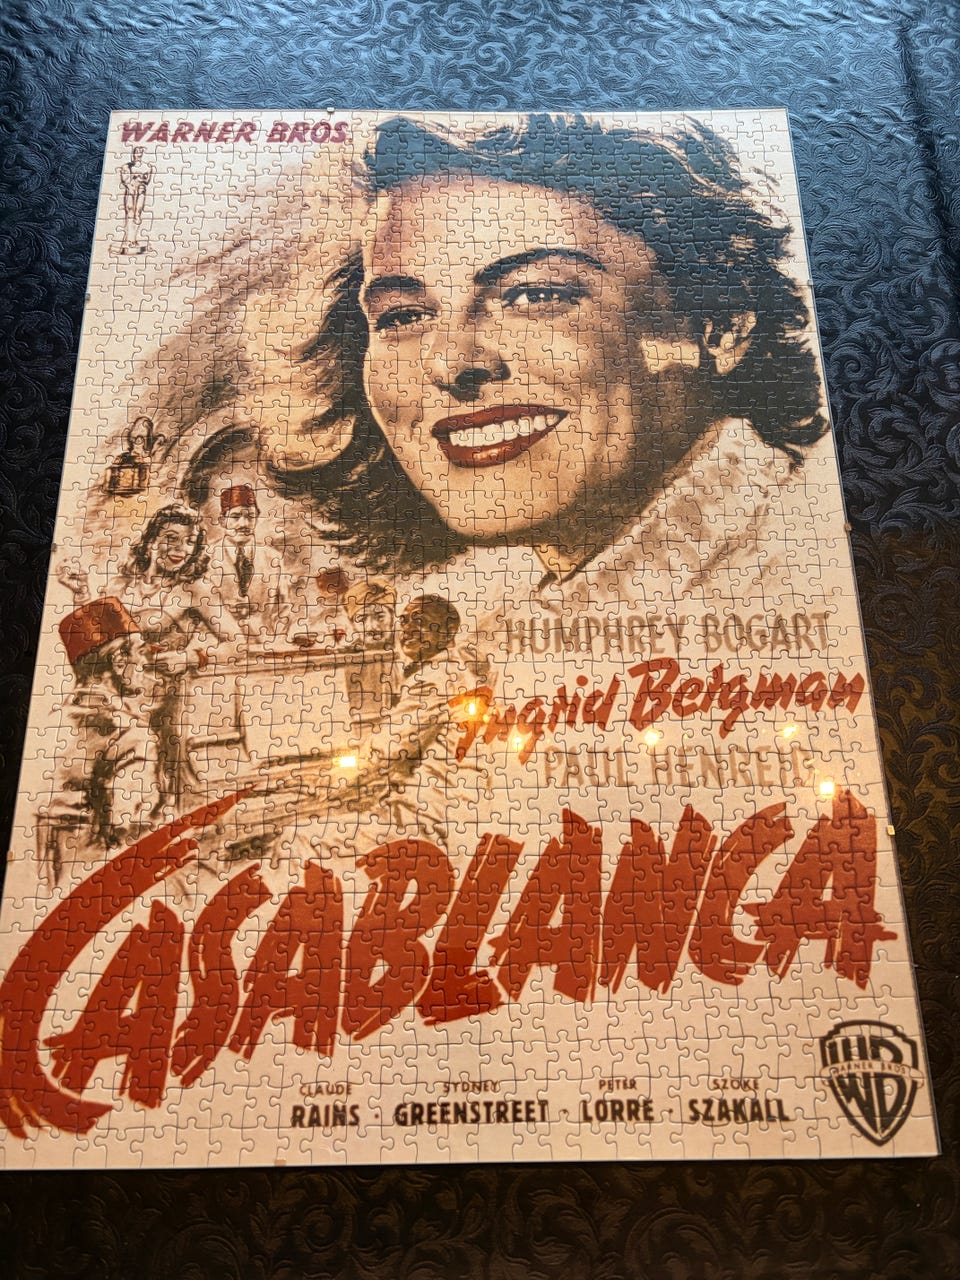 WARNER BROS.
HUMPHREY BOGART
Ingrid Bergman
PAUL HENREID
CASABLANCA
CLAUDE RAINS · SYDNEY GREENSTREET · PETER LORRE · SZOKE SZAKALL
WARNER BROS.
WB